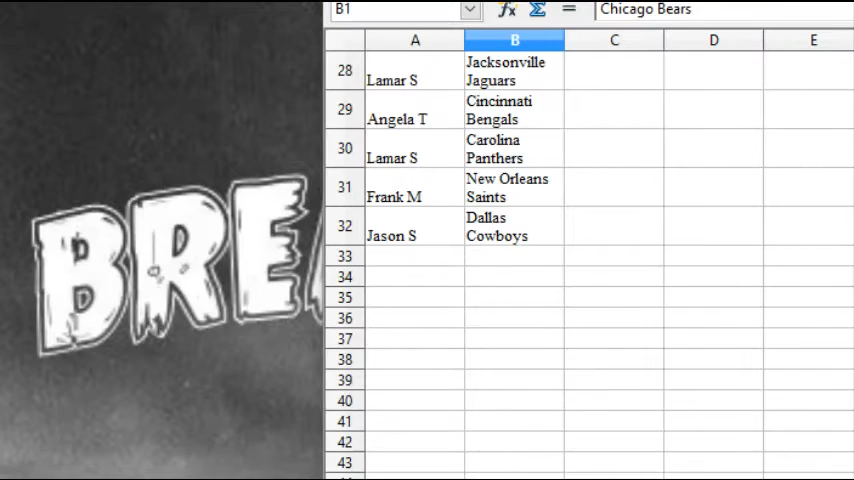 B1
Chicago Bears
A B C D E
28 Lamar S Jacksonville
Jaguars
29 Angela T Cincinnati
Bengals
30 Lamar S Carolina
Panthers
31 Frank M New Orleans
Saints
32 Jason S Dallas
Cowboys
33
34
35
36
37
38
39
40
41
42
43
BRE